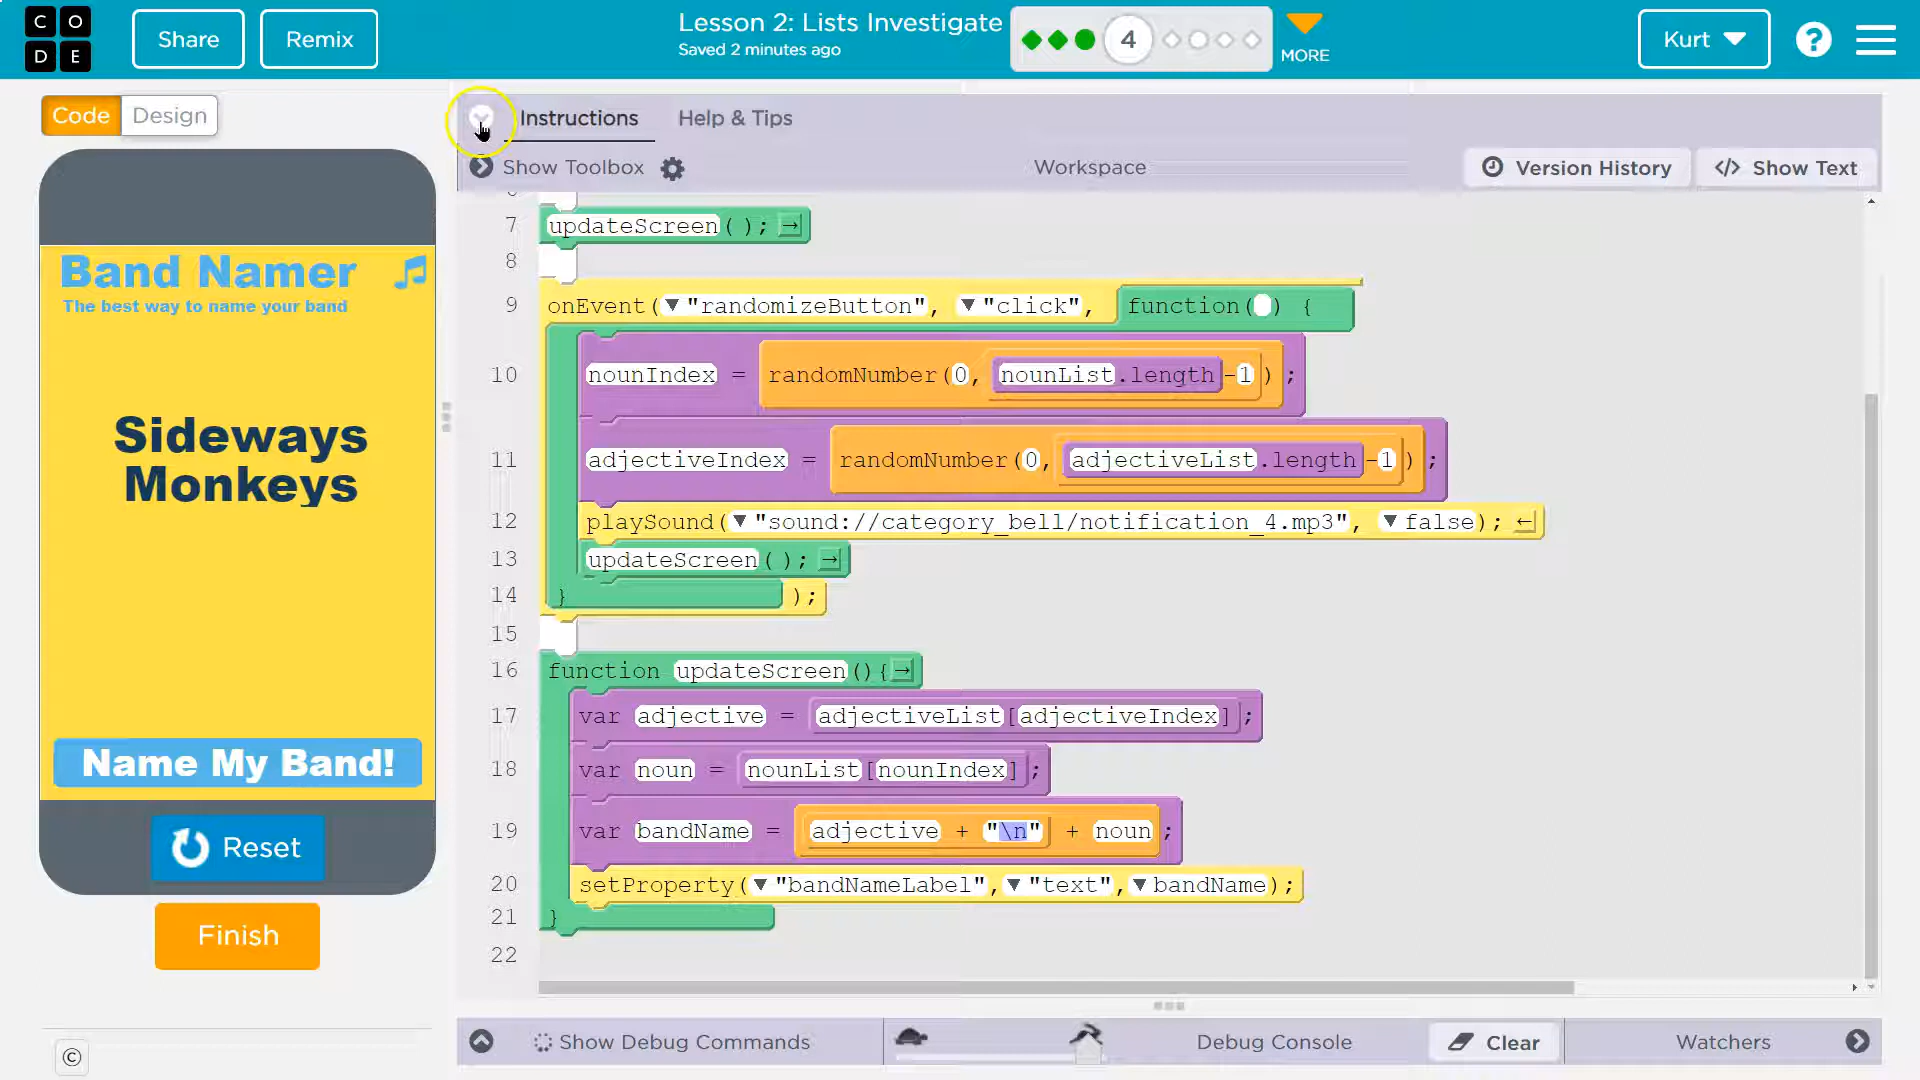 C O
D E
Share
Remix
Lesson 2: Lists Investigate
Saved 2 minutes ago
4
MORE
Kurt
?
Code
Design
Instructions
Help & Tips
Show Toolbox
Workspace
Version History
</> Show Text
Band Namer
The best way to name your band
Sideways
Monkeys
Name My Band!
Reset
Finish
©
7 updateScreen();
8
9 onEvent("randomizeButton", "click", function() {
10 nounIndex = randomNumber(0, nounList.length-1);
11 adjectiveIndex = randomNumber(0, adjectiveList.length-1);
12 playSound("sound://category_bell/notification_4.mp3", false);
13 updateScreen();
14 } );
15
16 function updateScreen(){
17 var adjective = adjectiveList[adjectiveIndex];
18 var noun = nounList[nounIndex];
19 var bandName = adjective + "\n" + noun;
20 setProperty("bandNameLabel","text",bandName);
21 }
22
Show Debug Commands
Debug Console
Clear
Watchers